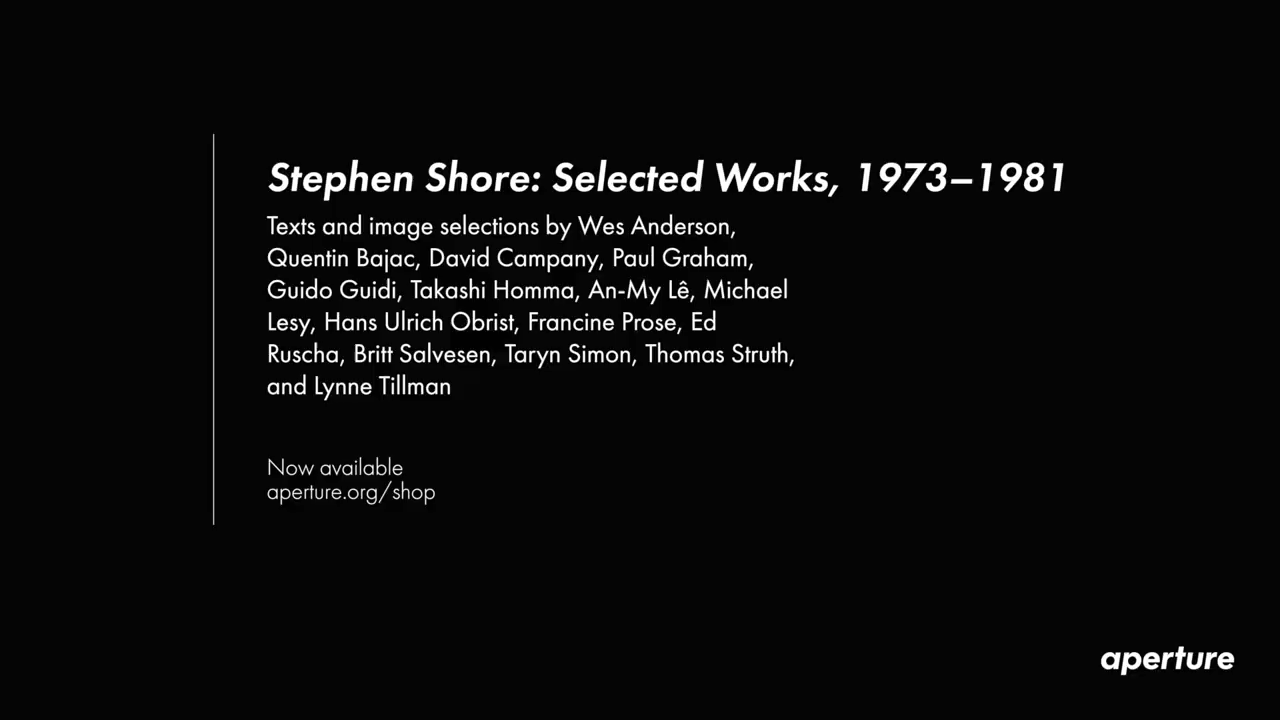 Stephen Shore: Selected Works, 1973–1981
Texts and image selections by Wes Anderson,
Quentin Bajac, David Campany, Paul Graham,
Guido Guidi, Takashi Homma, An-My Lê, Michael
Lesy, Hans Ulrich Obrist, Francine Prose, Ed
Ruscha, Britt Salvesen, Taryn Simon, Thomas Struth,
and Lynne Tillman
Now available
aperture.org/shop
aperture